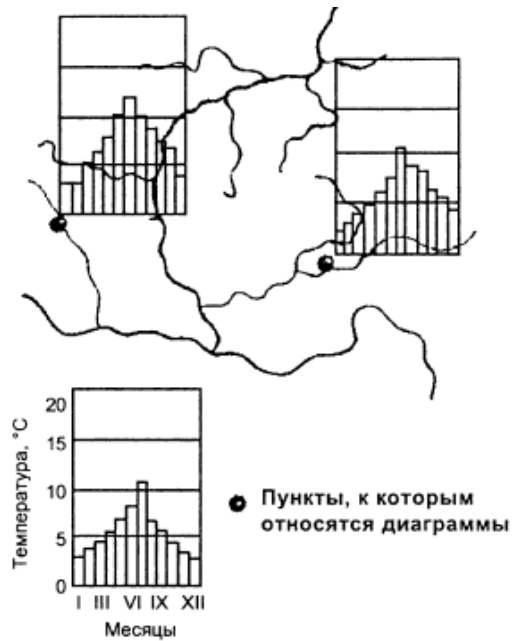 20
15
10
5
0
Температура, °С
I III VI IX XII
Месяцы
Пункты, к которым
относятся диаграммы